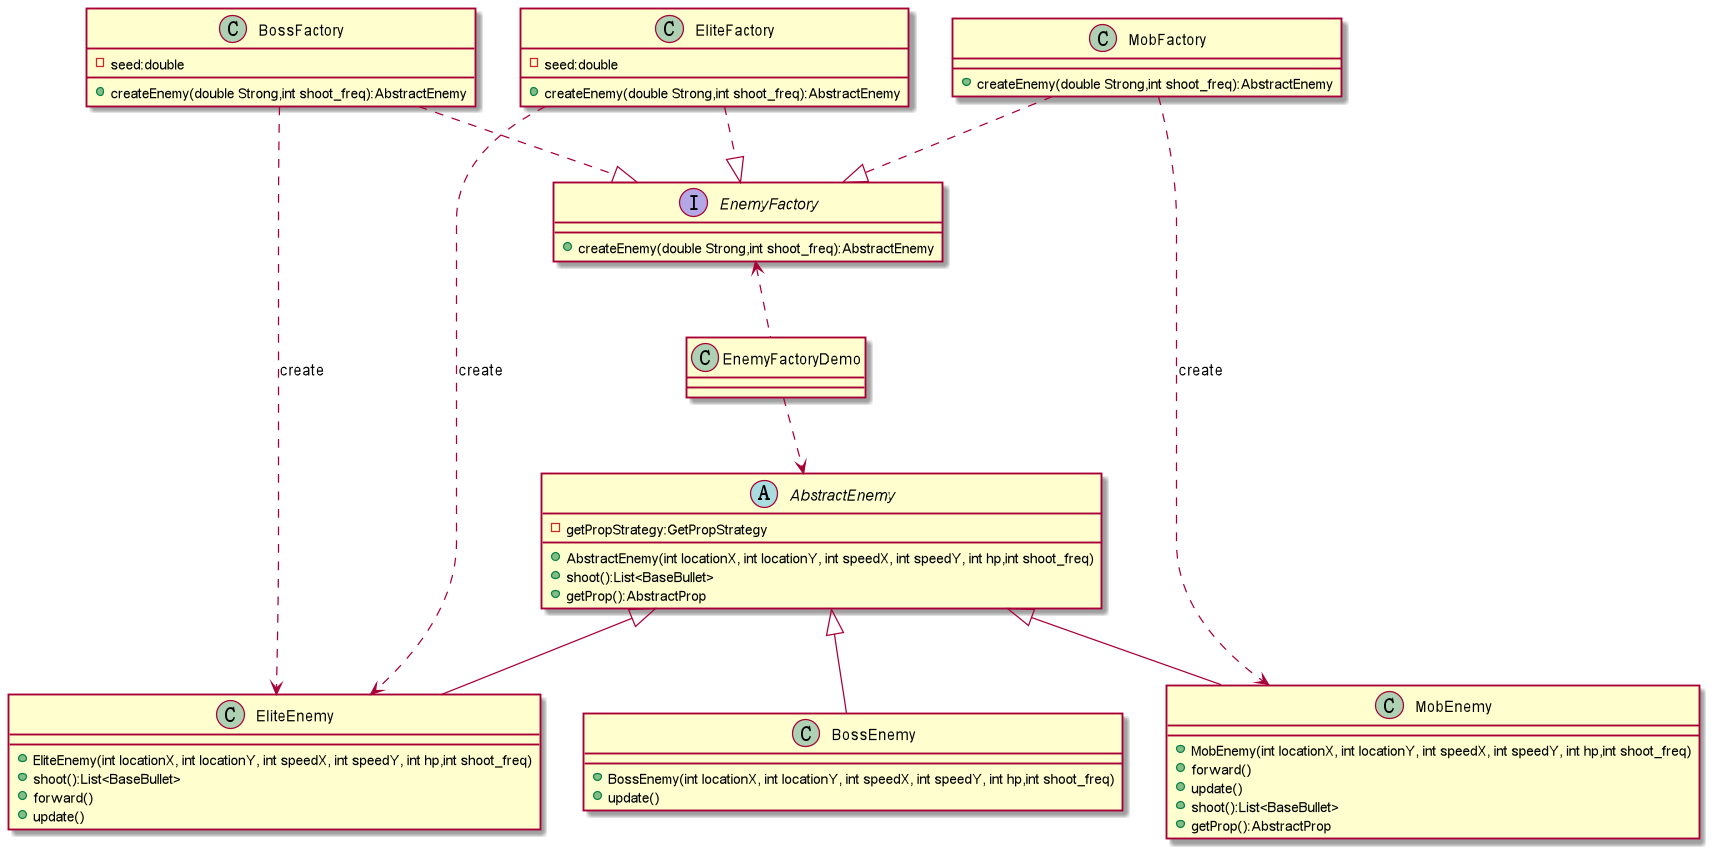 C BossFactory
seed:double
createEnemy(double Strong,int shoot_freq):AbstractEnemy
C EliteFactory
seed:double
createEnemy(double Strong,int shoot_freq):AbstractEnemy
C MobFactory
createEnemy(double Strong,int shoot_freq):AbstractEnemy
I EnemyFactory
createEnemy(double Strong,int shoot_freq):AbstractEnemy
create
create
C EnemyFactoryDemo
create
A AbstractEnemy
getPropStrategy:GetPropStrategy
AbstractEnemy(int locationX, int locationY, int speedX, int speedY, int hp,int shoot_freq)
shoot():List<BaseBullet>
getProp():AbstractProp
C EliteEnemy
EliteEnemy(int locationX, int locationY, int speedX, int speedY, int hp,int shoot_freq)
shoot():List<BaseBullet>
forward()
update()
C BossEnemy
BossEnemy(int locationX, int locationY, int speedX, int speedY, int hp,int shoot_freq)
update()
C MobEnemy
MobEnemy(int locationX, int locationY, int speedX, int speedY, int hp,int shoot_freq)
forward()
update()
shoot():List<BaseBullet>
getProp():AbstractProp